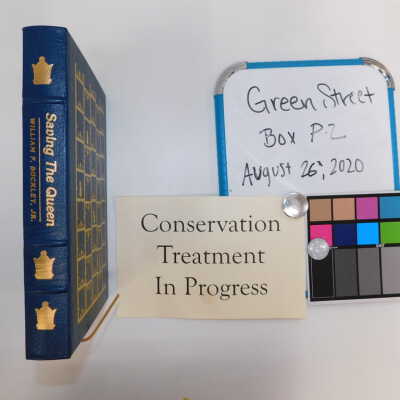 Saving The Queen
WILLIAM F. BUCKLEY, JR.
Green Street
Box P-2
August 26, 2020
Conservation
Treatment
In Progress